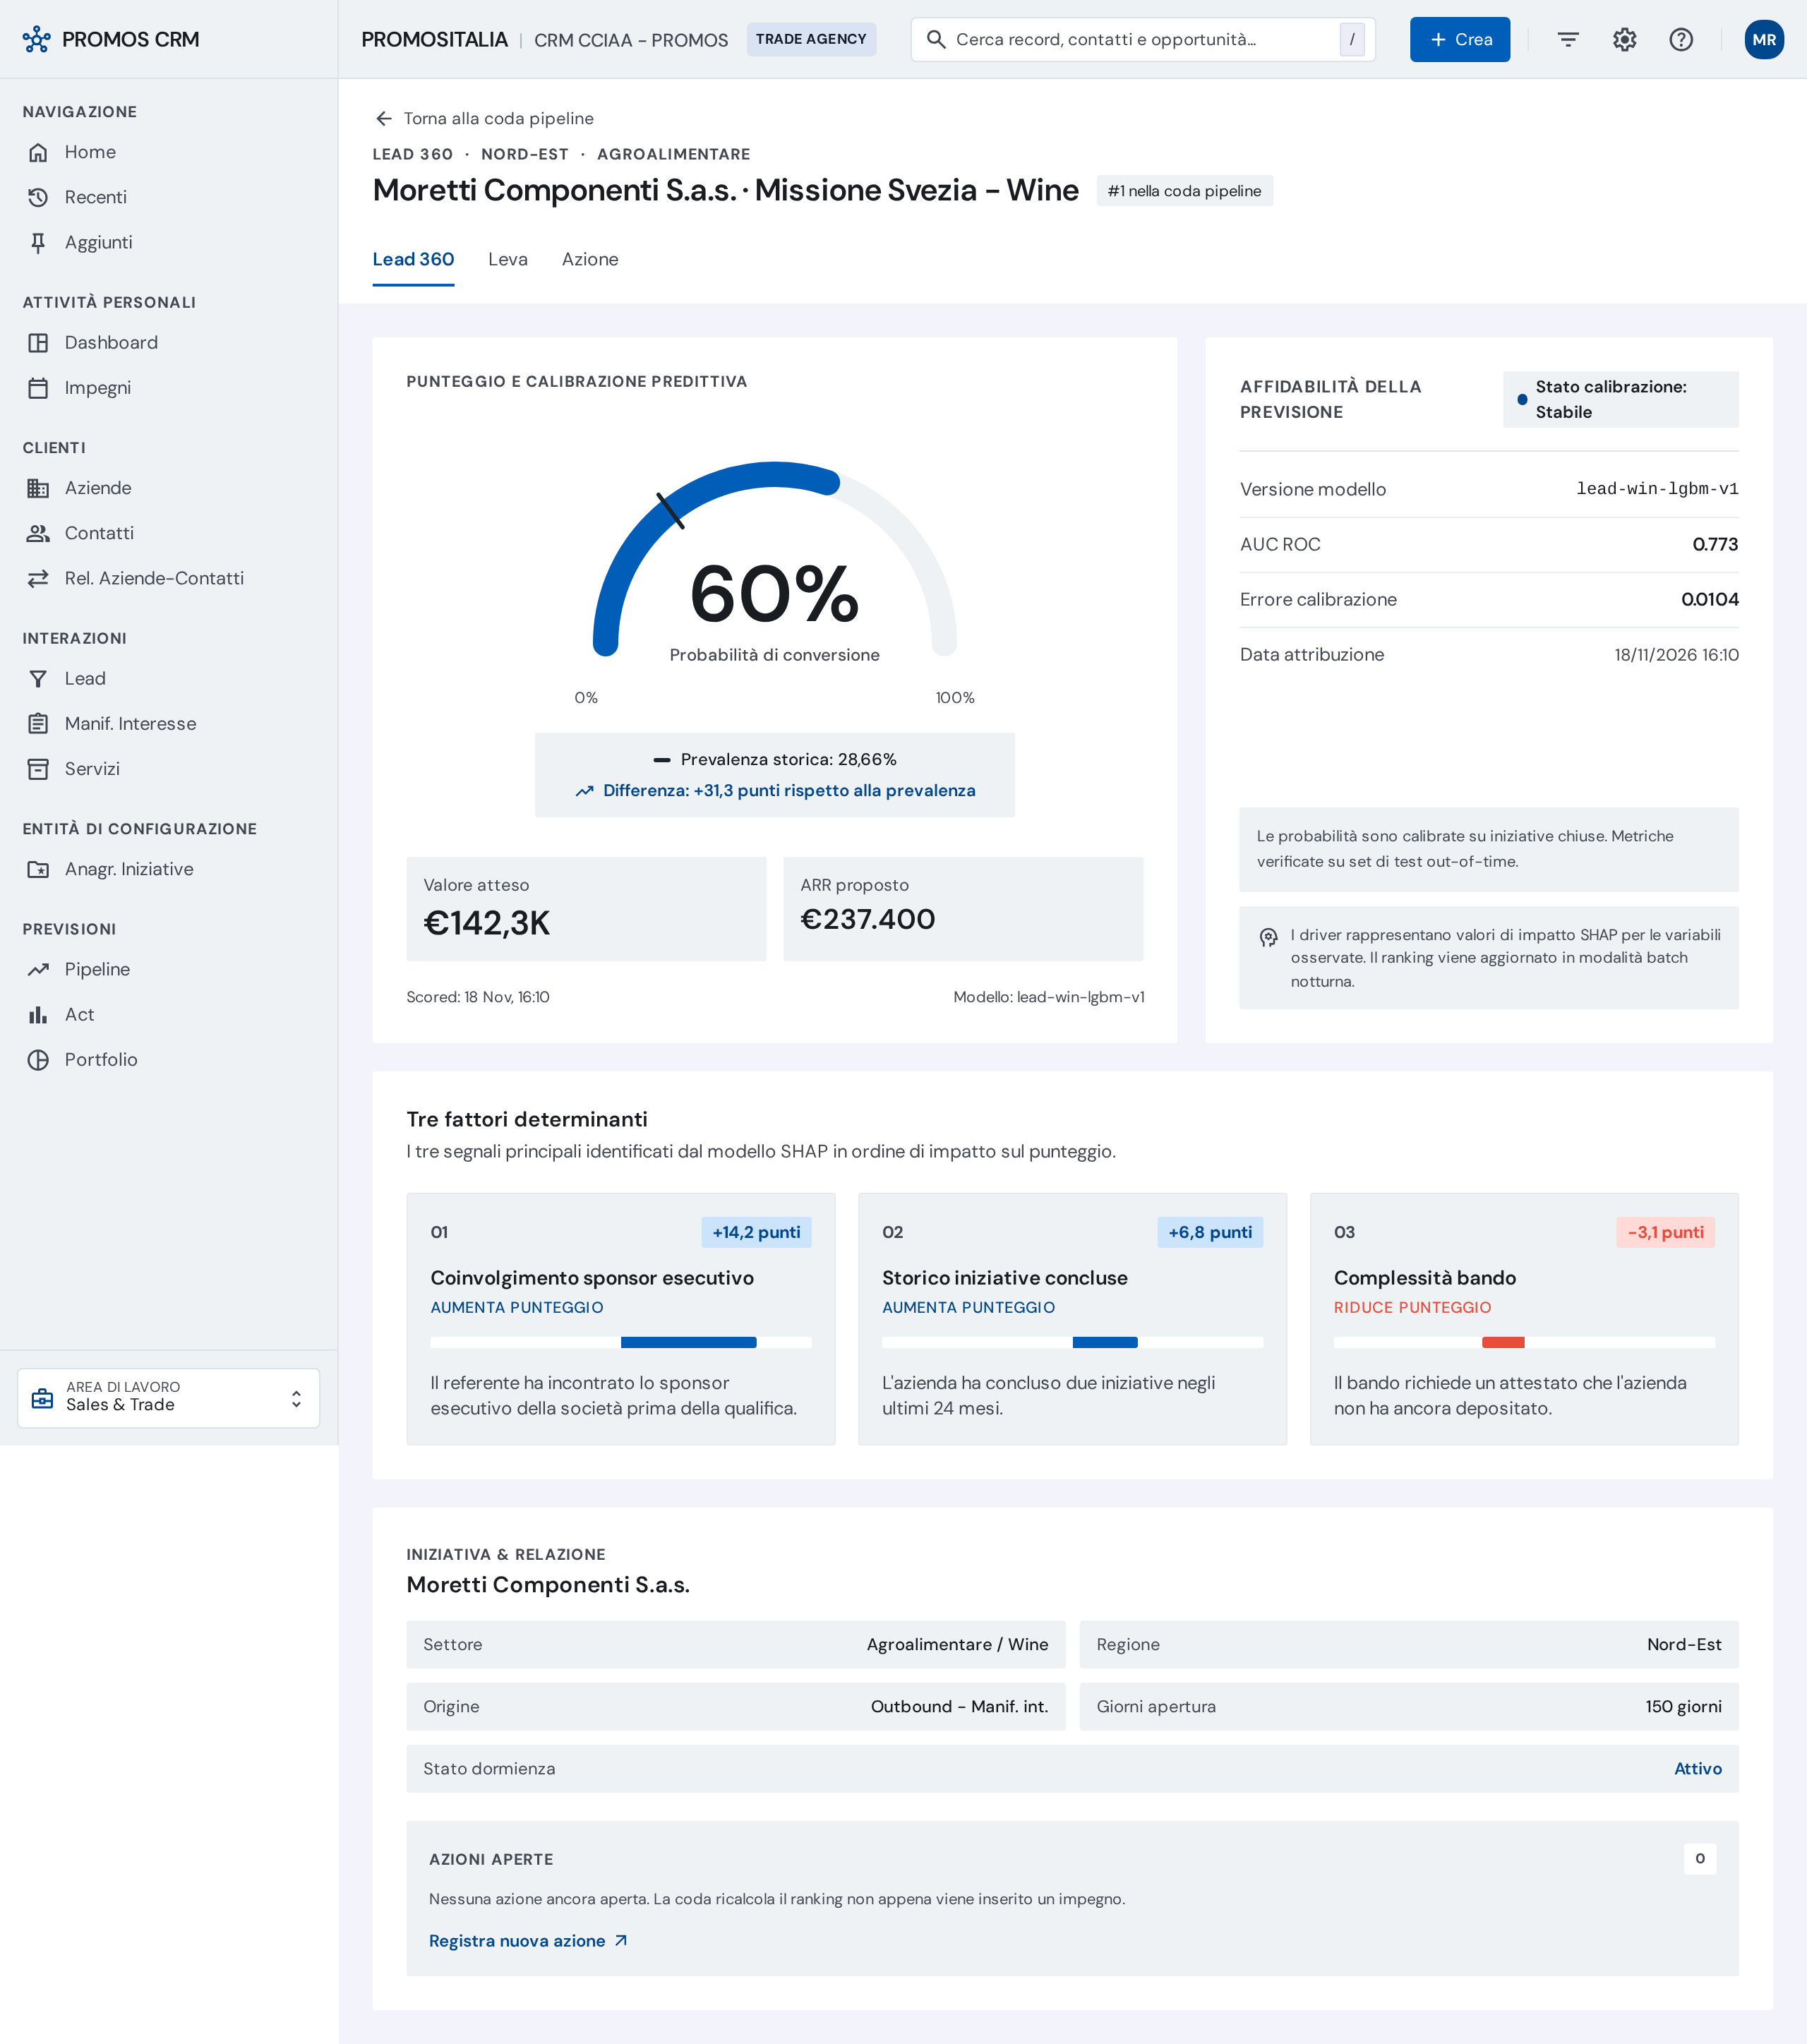 PROMOS CRM
PROMOSITALIA | CRM CCIAA - PROMOS TRADE AGENCY
Cerca record, contatti e opportunità... /
+ Crea
MR
NAVIGAZIONE
Home
Recenti
Aggiunti
ATTIVITÀ PERSONALI
Dashboard
Impegni
CLIENTI
Aziende
Contatti
Rel. Aziende-Contatti
INTERAZIONI
Lead
Manif. Interesse
Servizi
ENTITÀ DI CONFIGURAZIONE
Anagr. Iniziative
PREVISIONI
Pipeline
Act
Portfolio
AREA DI LAVORO
Sales & Trade
Torna alla coda pipeline
LEAD 360 · NORD-EST · AGROALIMENTARE
Moretti Componenti S.a.s. · Missione Svezia - Wine #1 nella coda pipeline
Lead 360 Leva Azione
PUNTEGGIO E CALIBRAZIONE PREDITTIVA
60%
Probabilità di conversione
0% 100%
Prevalenza storica: 28,66%
Differenza: +31,3 punti rispetto alla prevalenza
Valore atteso
€142,3K
ARR proposto
€237.400
Scored: 18 Nov, 16:10 Modello: lead-win-lgbm-v1
AFFIDABILITÀ DELLA
PREVISIONE
Stato calibrazione:
Stabile
Versione modello lead-win-lgbm-v1
AUC ROC 0.773
Errore calibrazione 0.0104
Data attribuzione 18/11/2026 16:10
Le probabilità sono calibrate su iniziative chiuse. Metriche
verificate su set di test out-of-time.
I driver rappresentano valori di impatto SHAP per le variabili
osservate. Il ranking viene aggiornato in modalità batch
notturna.
Tre fattori determinanti
I tre segnali principali identificati dal modello SHAP in ordine di impatto sul punteggio.
01 +14,2 punti
Coinvolgimento sponsor esecutivo
AUMENTA PUNTEGGIO
Il referente ha incontrato lo sponsor
esecutivo della società prima della qualifica.
02 +6,8 punti
Storico iniziative concluse
AUMENTA PUNTEGGIO
L'azienda ha concluso due iniziative negli
ultimi 24 mesi.
03 -3,1 punti
Complessità bando
RIDUCE PUNTEGGIO
Il bando richiede un attestato che l'azienda
non ha ancora depositato.
INIZIATIVA & RELAZIONE
Moretti Componenti S.a.s.
Settore Agroalimentare / Wine
Regione Nord-Est
Origine Outbound - Manif. int.
Giorni apertura 150 giorni
Stato dormienza Attivo
AZIONI APERTE 0
Nessuna azione ancora aperta. La coda ricalcola il ranking non appena viene inserito un impegno.
Registra nuova azione